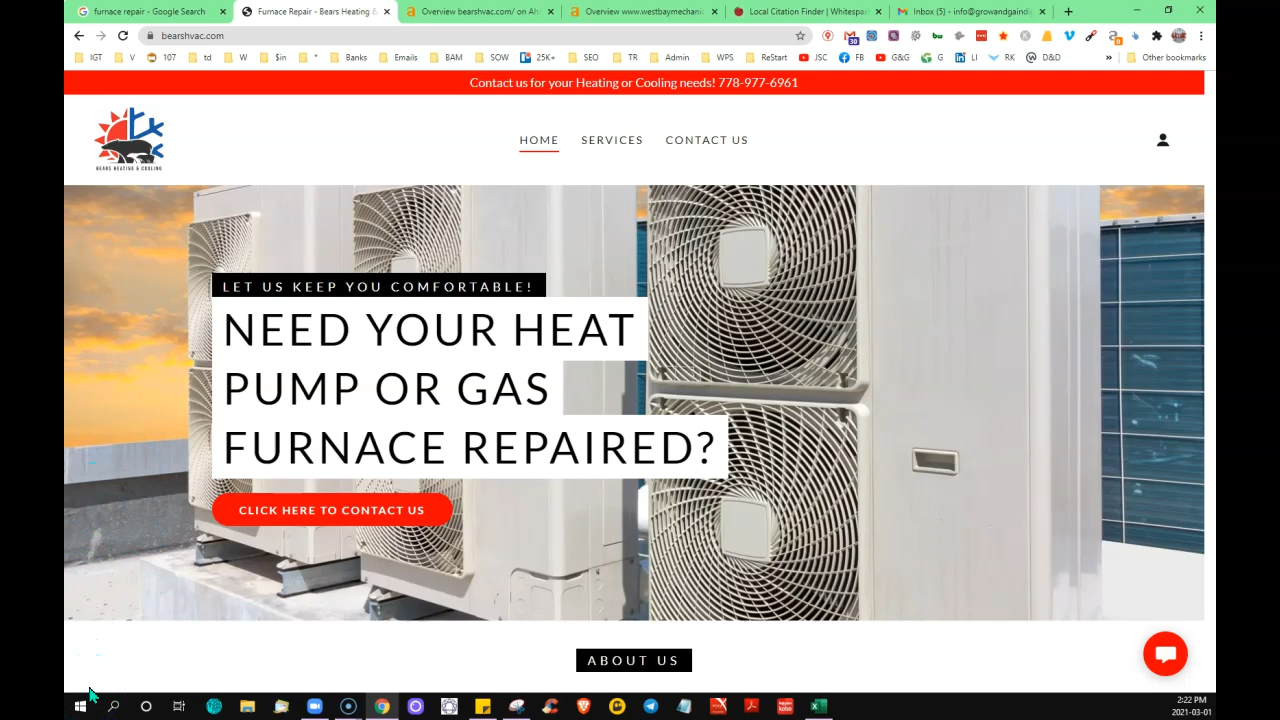 furnace repair - Google Search
Furnace Repair - Bears Heating &
Overview bearshvac.com/ on Ah
Overview www.westbaymechanic
Local Citation Finder | Whitespar
Inbox (5) - info@growandgaindi
bearshvac.com
30
IGT
V
107
td
W
$in
*
Banks
Emails
BAM
SOW
25K+
SEO
TR
Admin
WPS
ReStart
JSC
FB
G&G
G
LI
RK
D&D
»
Other bookmarks
Contact us for your Heating or Cooling needs! 778-977-6961
BEARS HEATING & COOLING
HOME SERVICES CONTACT US
LET US KEEP YOU COMFORTABLE!
NEED YOUR HEAT
PUMP OR GAS
FURNACE REPAIRED?
CLICK HERE TO CONTACT US
ABOUT US
2:22 PM
2021-03-01